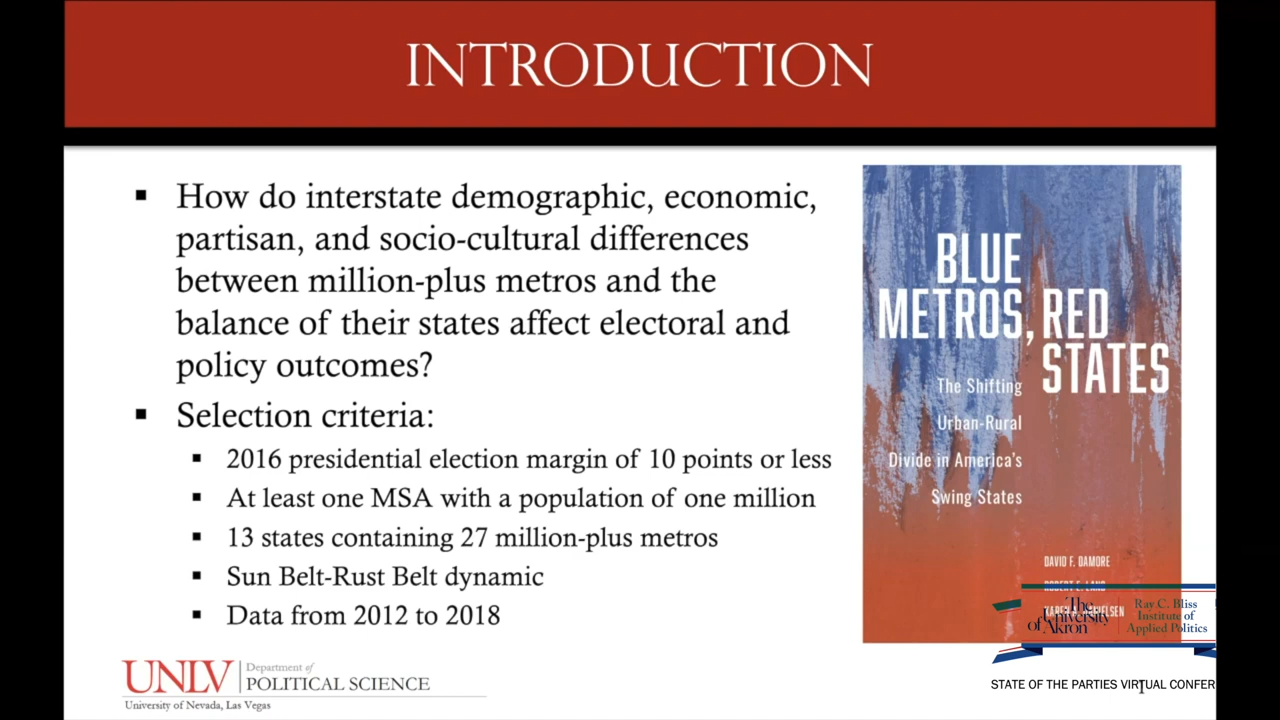 INTRODUCTION
▪ How do interstate demographic, economic,
partisan, and socio-cultural differences
between million-plus metros and the
balance of their states affect electoral and
policy outcomes?
▪ Selection criteria:
▪ 2016 presidential election margin of 10 points or less
▪ At least one MSA with a population of one million
▪ 13 states containing 27 million-plus metros
▪ Sun Belt-Rust Belt dynamic
▪ Data from 2012 to 2018
BLUE
METROS, RED
STATES
The Shifting
Urban-Rural
Divide in America's
Swing States
DAVID F. DAMORE
The
University
of Akron
Ray C. Bliss
Institute of
Applied Politics
STATE OF THE PARTIES VIRTUAL CONFER
1
UNLV
Department of
POLITICAL SCIENCE
University of Nevada, Las Vegas